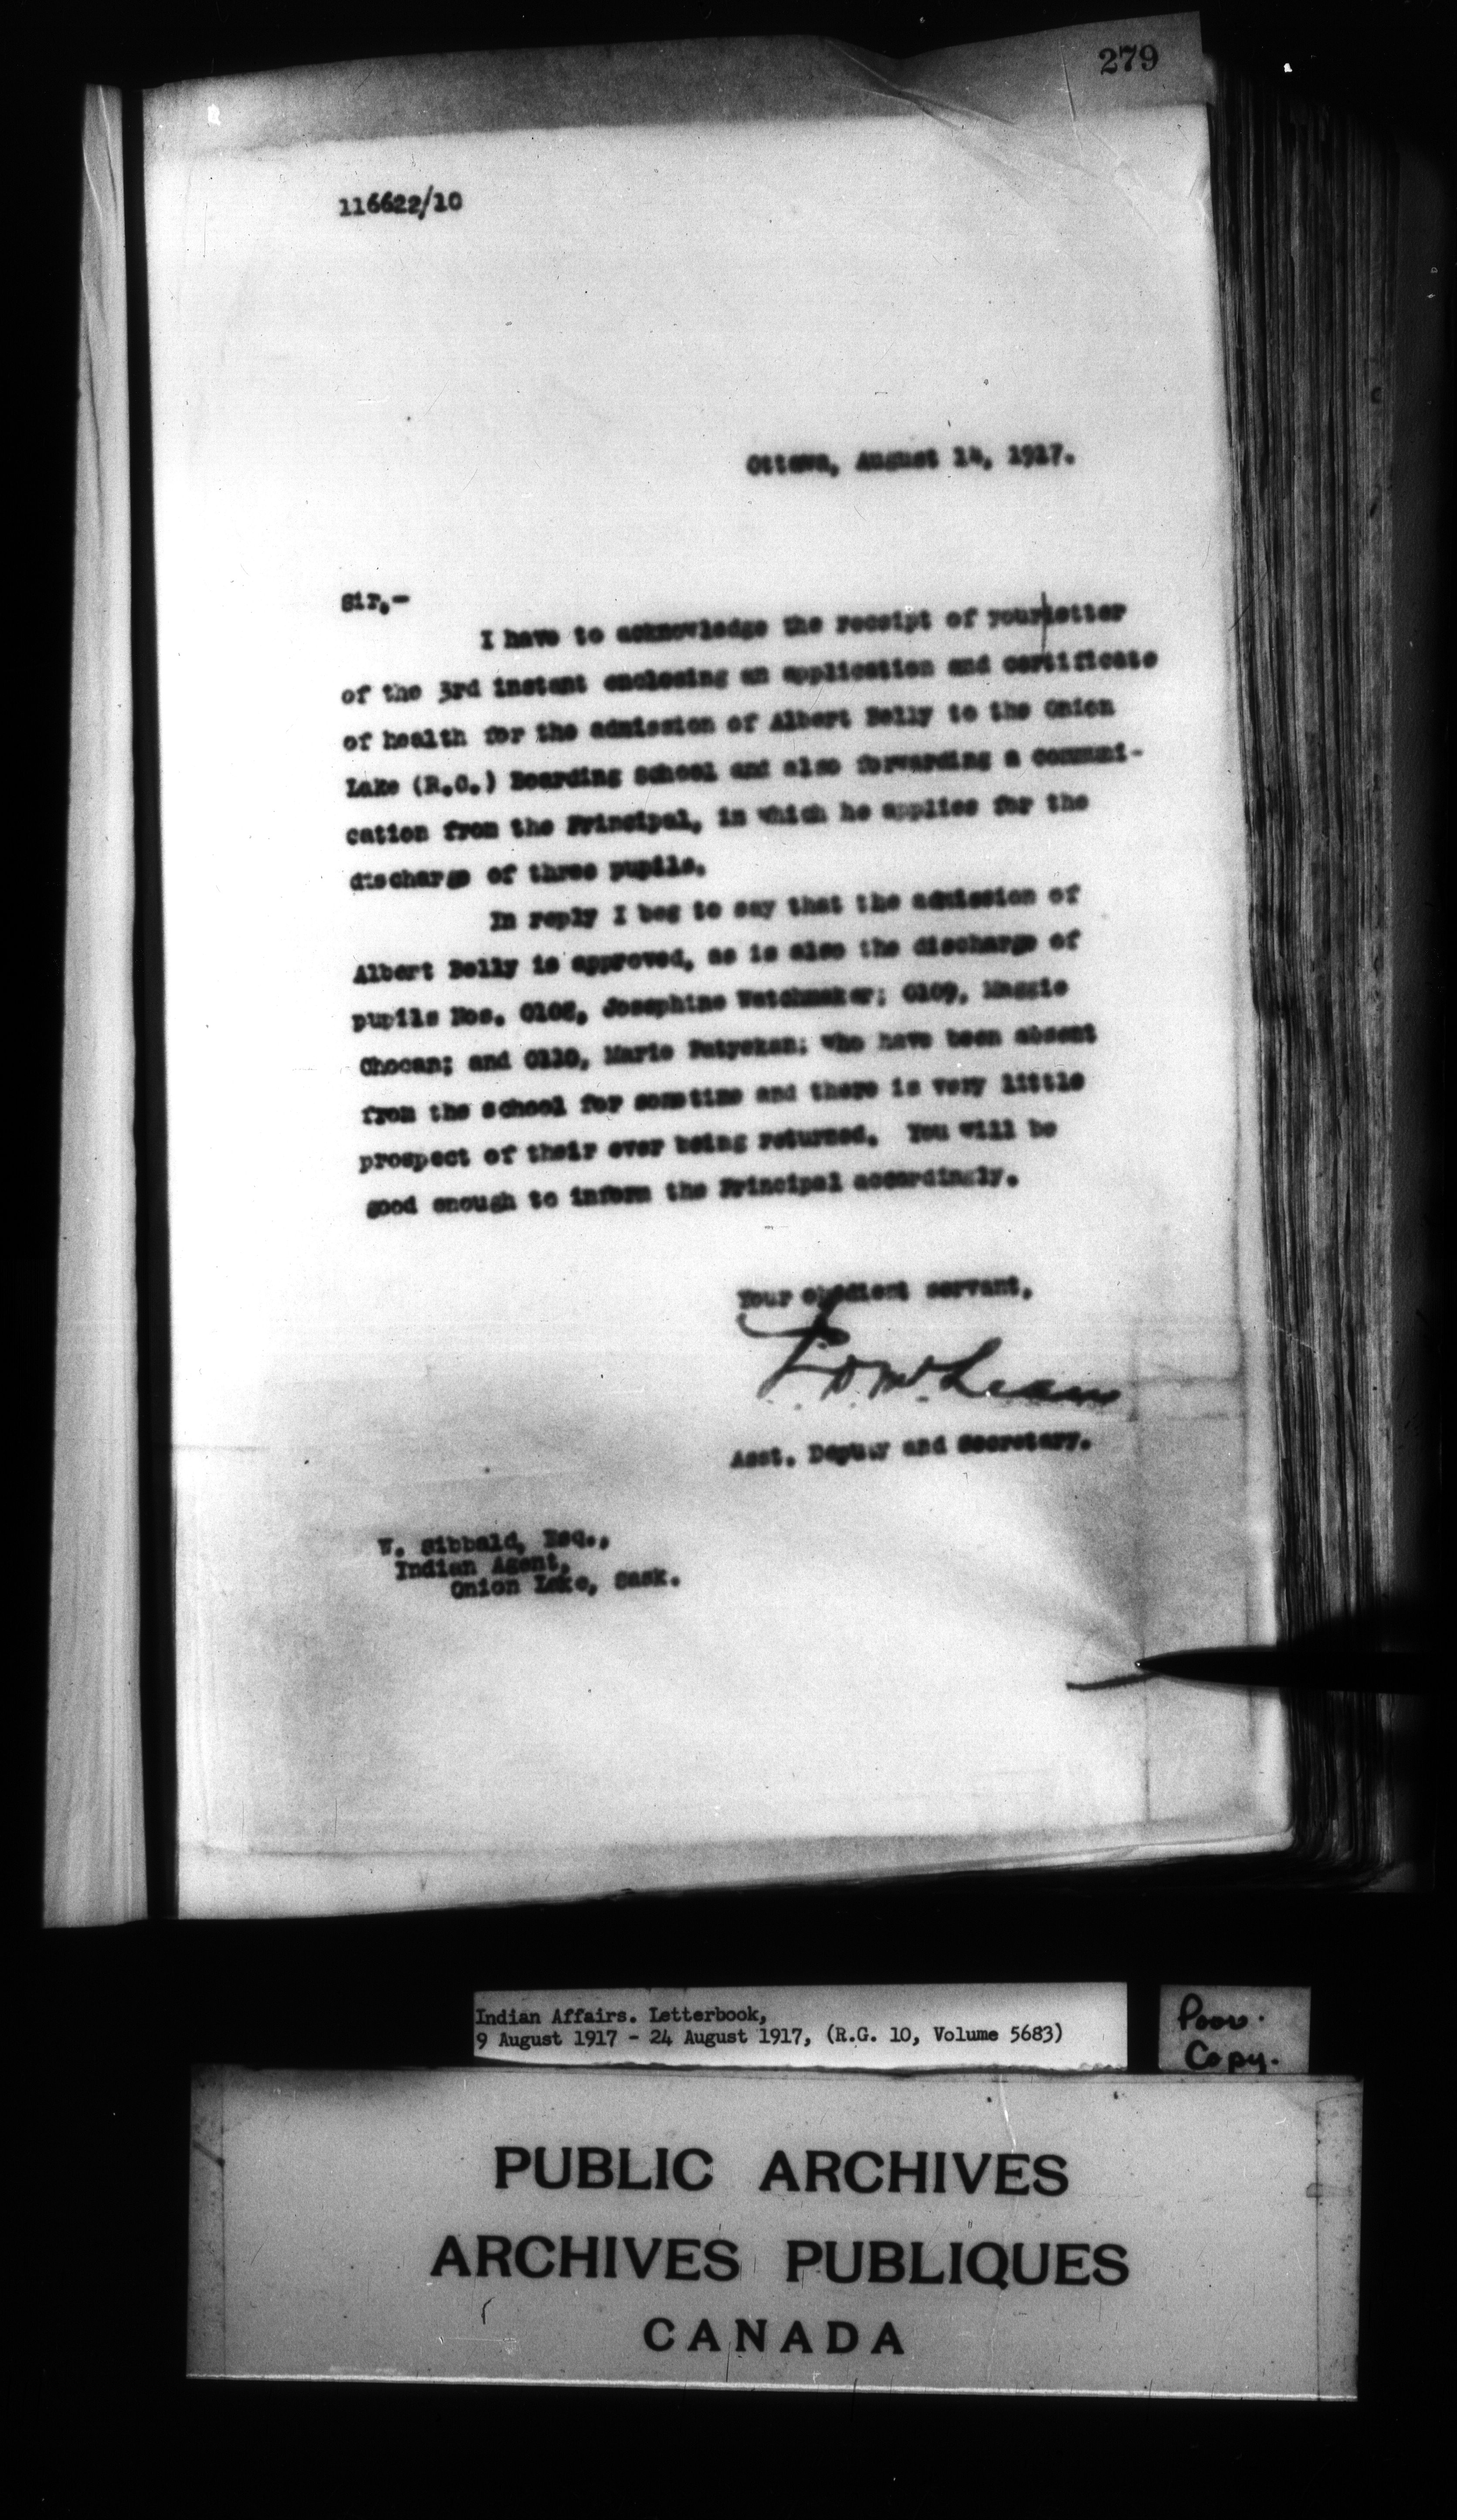 279
116622/10
Ottawa, August 14, 1917.
Sir,-
I have to acknowledge the receipt of your letter
of the 3rd instant enclosing an application and certificate
of health for the admission of Albert Belly to the Onion
Lake (R.C.) Boarding School and also forwarding a communi-
cation from the Principal, in which he applies for the
discharge of three pupils.
In reply I beg to say that the admission of
Albert Belly is approved, as is also the discharge of
pupils Nos. 0108, Josephine Watchmaker; 0109, Maggie
Chocan; and 0110, Marie who have been absent
from the school for sometime and there is very little
prospect of their ever being returned. You will be
good enough to inform the Principal accordingly.
Your obedient servant,
Asst. Deputy and Secretary.
W. Sibbald, Esq.,
Indian Agent,
Onion Lake, Sask.
Indian Affairs. Letterbook,
9 August 1917 - 24 August 1917, (R.G. 10, Volume 5683)
Poor.
Copy.
PUBLIC ARCHIVES
ARCHIVES PUBLIQUES
CANADA